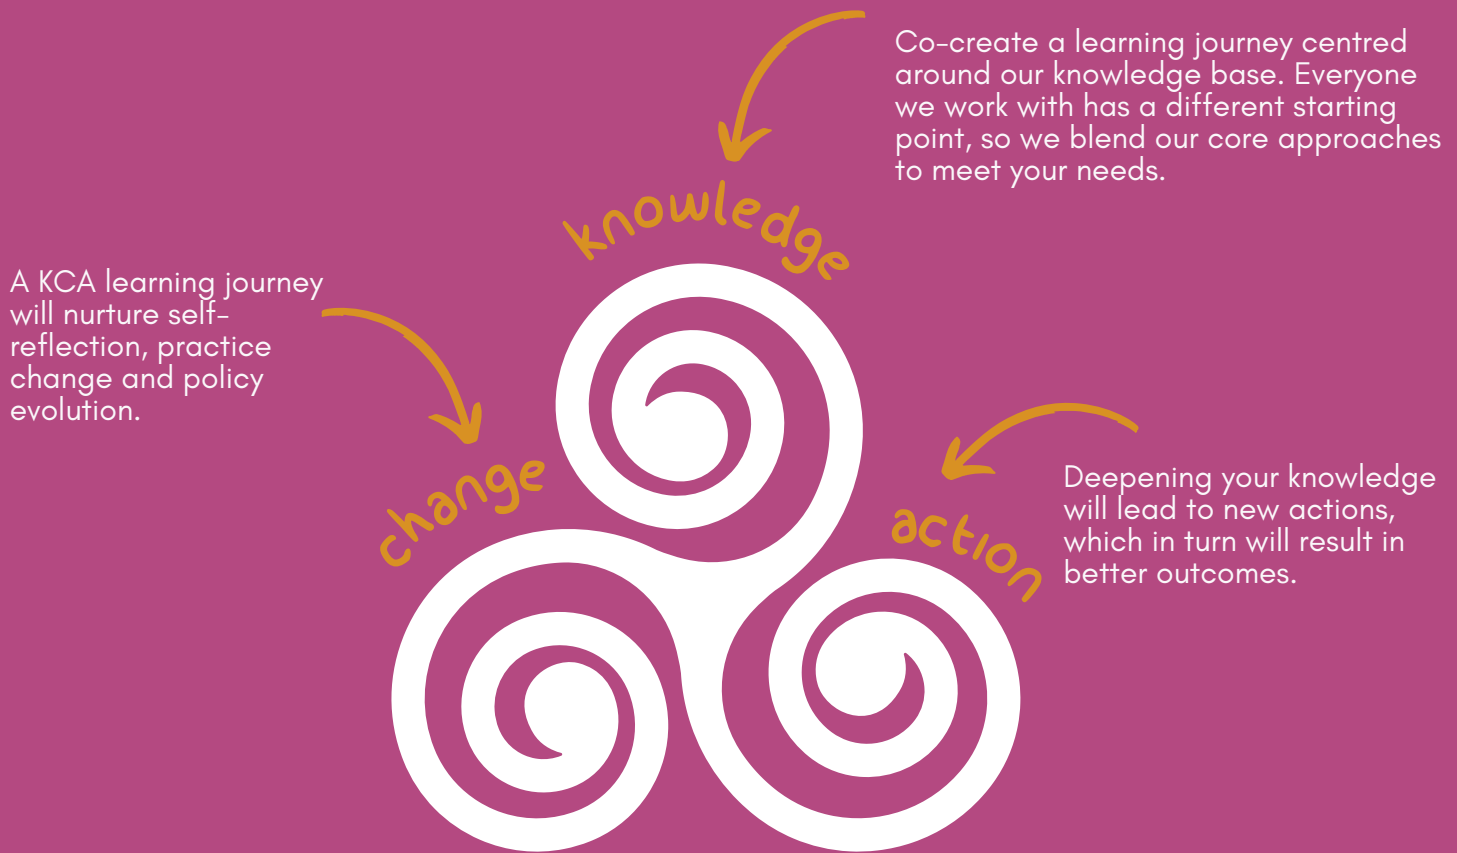 Co-create a learning journey centred
around our knowledge base. Everyone
we work with has a different starting
point, so we blend our core approaches
to meet your needs.
knowledge
A KCA learning journey
will nurture self-
reflection, practice
change and policy
evolution.
change
action
Deepening your knowledge
will lead to new actions,
which in turn will result in
better outcomes.